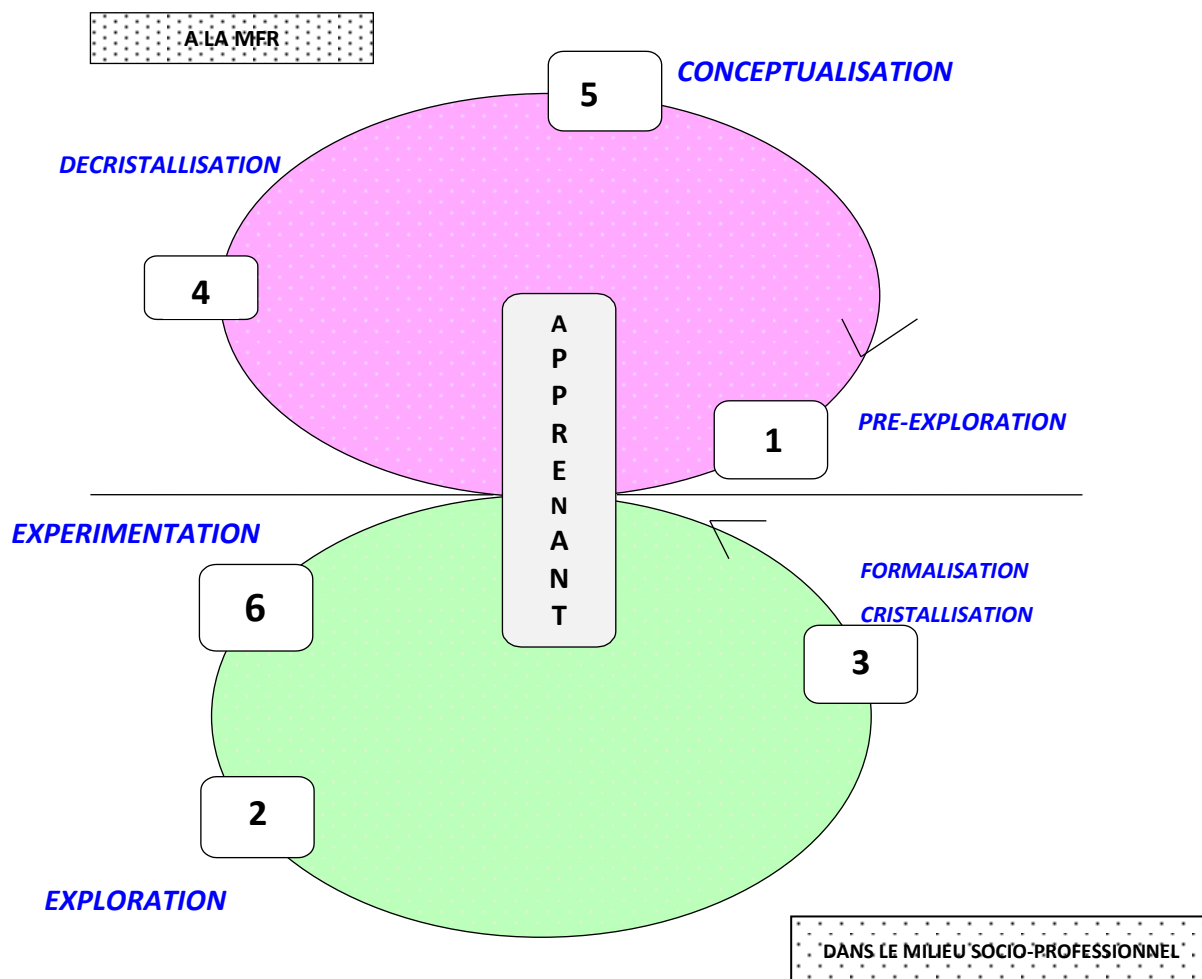 A LA MFR
5
CONCEPTUALISATION
DECRISTALLISATION
4
A
P
P
R
E
N
A
N
T
1
PRE-EXPLORATION
EXPERIMENTATION
6
FORMALISATION
CRISTALLISATION
3
2
EXPLORATION
DANS LE MILIEU SOCIO-PROFESSIONNEL